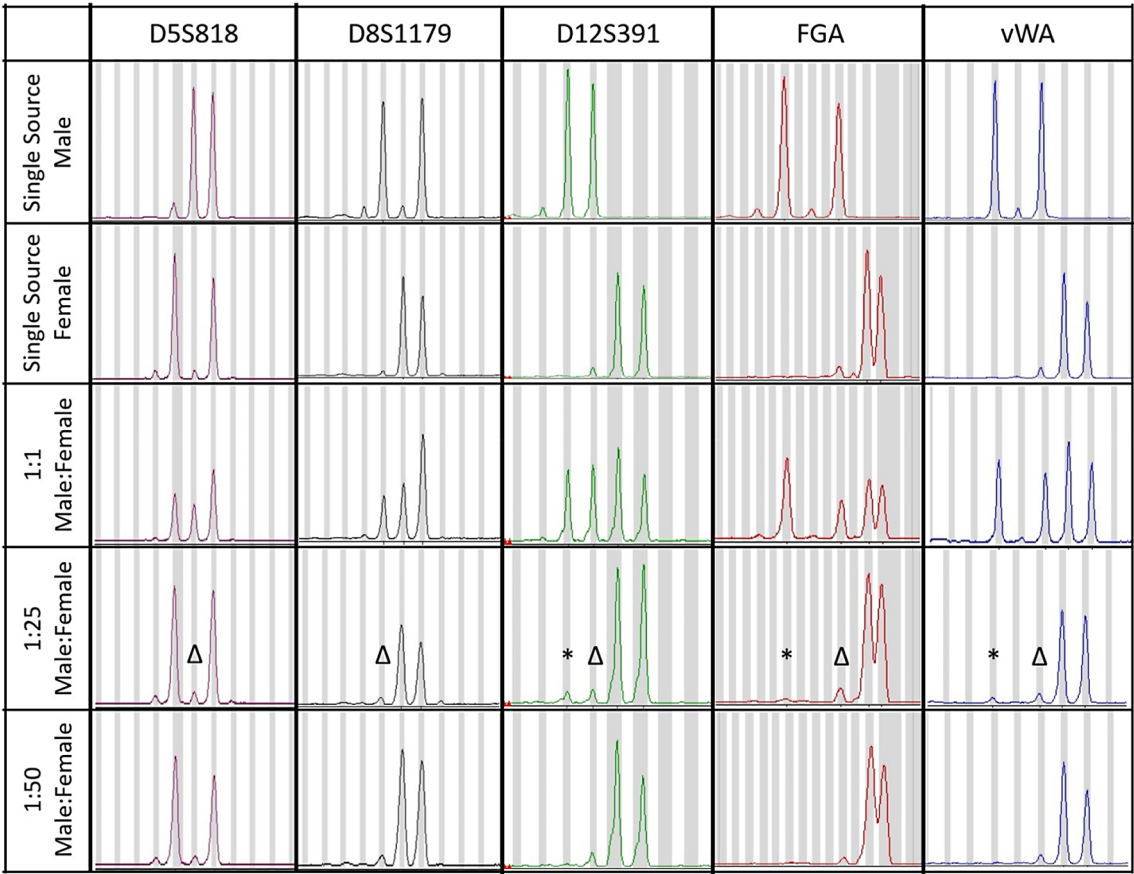 D5S818 D8S1179 D12S391 FGA vWA
Single Source
Male
Single Source
Female
1:1
Male:Female
1:25
Male:Female
Δ Δ * Δ * Δ * Δ
1:50
Male:Female